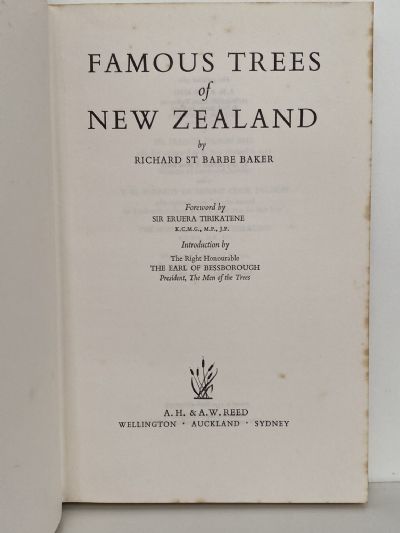 FAMOUS TREES
of
NEW ZEALAND
by
RICHARD ST BARBE BAKER
Foreword by
SIR ERUERA TIRIKATENE
K.C.M.G., M.P., J.P.
Introduction by
The Right Honourable
THE EARL OF BESSBOROUGH
President, The Men of the Trees
A. H. & A. W. REED
WELLINGTON · AUCKLAND · SYDNEY